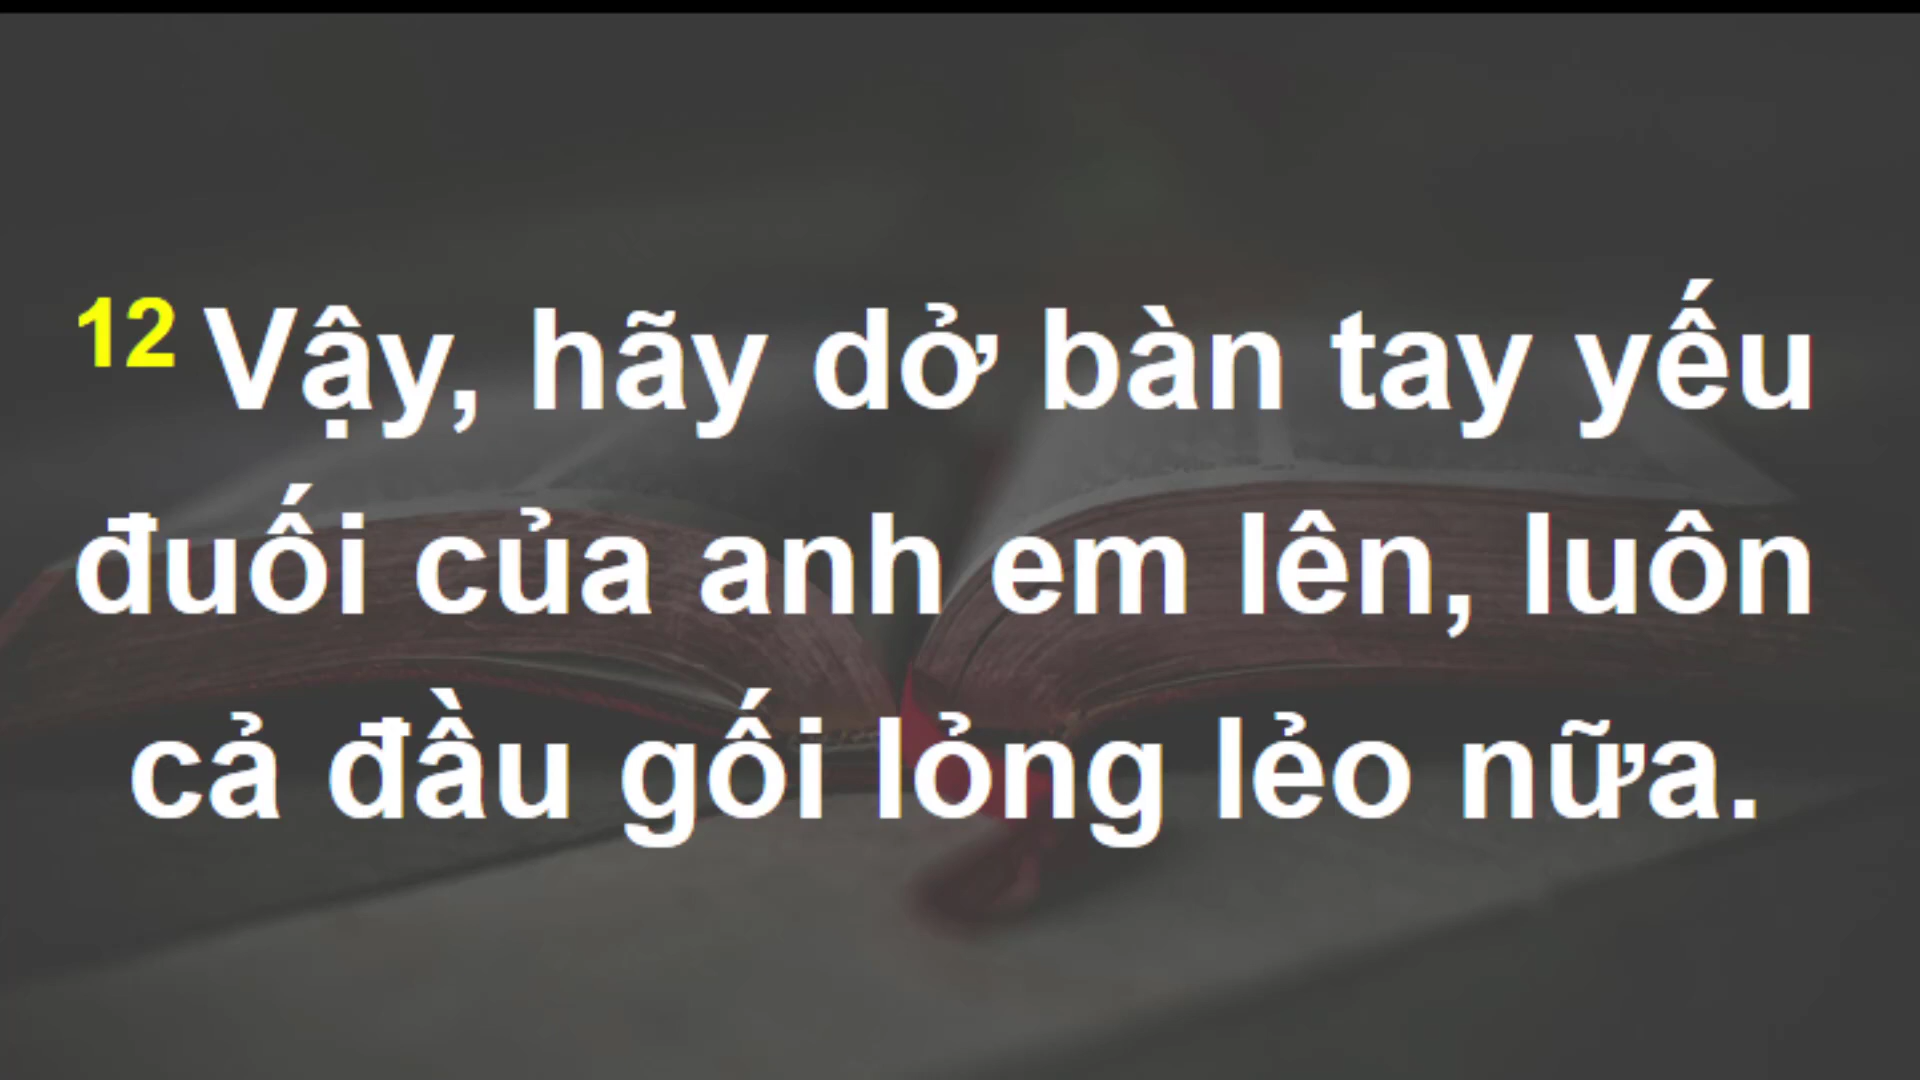 12 Vậy, hãy dở bàn tay yếu
đuối của anh em lên, luôn
cả đầu gối lỏng lẻo nữa.